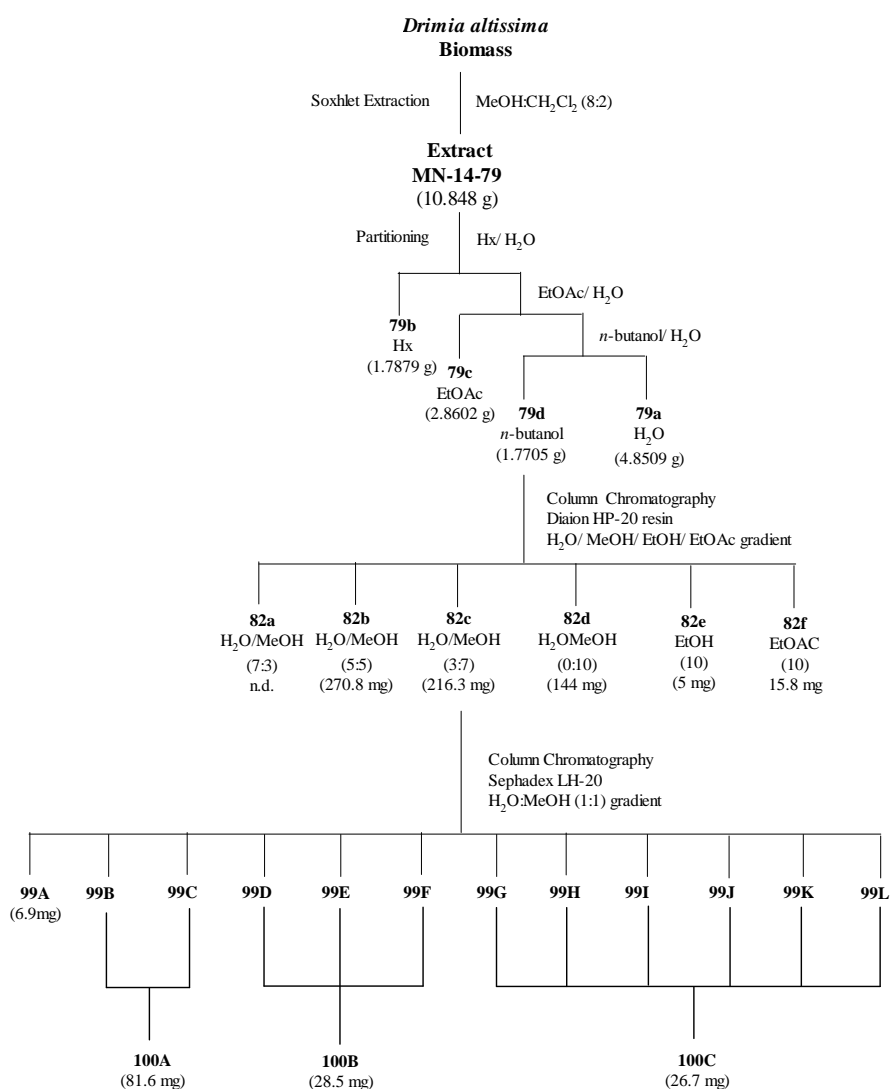 Drimia altissima
Biomass
Soxhlet Extraction
MeOH:CH₂Cl₂ (8:2)
Extract
MN-14-79
(10.848 g)
Partitioning
Hx/ H₂O
EtOAc/ H₂O
n-butanol/ H₂O
79b
Hx
(1.7879 g)
79c
EtOAc
(2.8602 g)
79d
n-butanol
(1.7705 g)
79a
H₂O
(4.8509 g)
Column Chromatography
Diaion HP-20 resin
H₂O/ MeOH/ EtOH/ EtOAc gradient
82a
H₂O/MeOH
(7:3)
n.d.
82b
H₂O/MeOH
(5:5)
(270.8 mg)
82c
H₂O/MeOH
(3:7)
(216.3 mg)
82d
H₂OMeOH
(0:10)
(144 mg)
82e
EtOH
(10)
(5 mg)
82f
EtOAC
(10)
15.8 mg
Column Chromatography
Sephadex LH-20
H₂O:MeOH (1:1) gradient
99A
(6.9mg)
99B
99C
99D
99E
99F
99G
99H
99I
99J
99K
99L
100A
(81.6 mg)
100B
(28.5 mg)
100C
(26.7 mg)